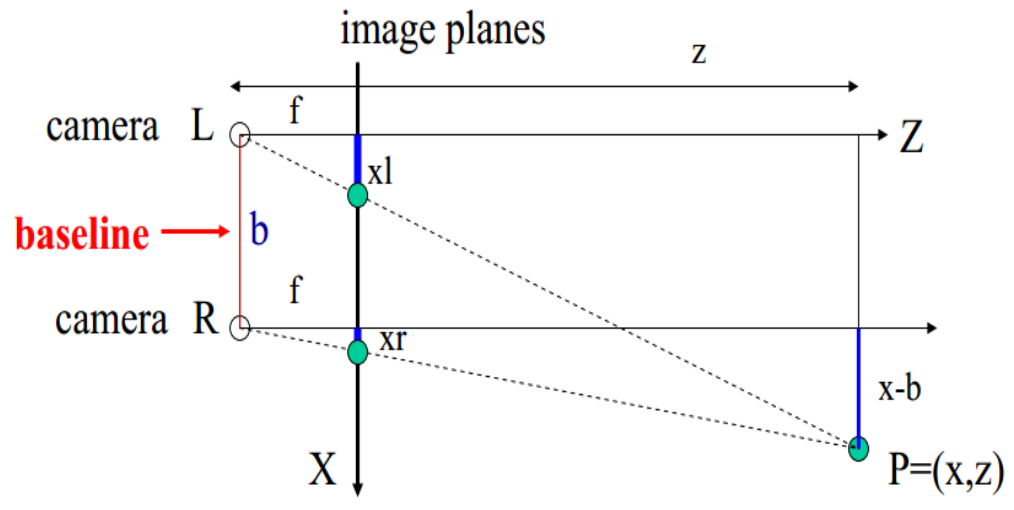 image planes
z
f
camera L
Z
xl
baseline
b
f
camera R
xr
x-b
X
P=(x,z)